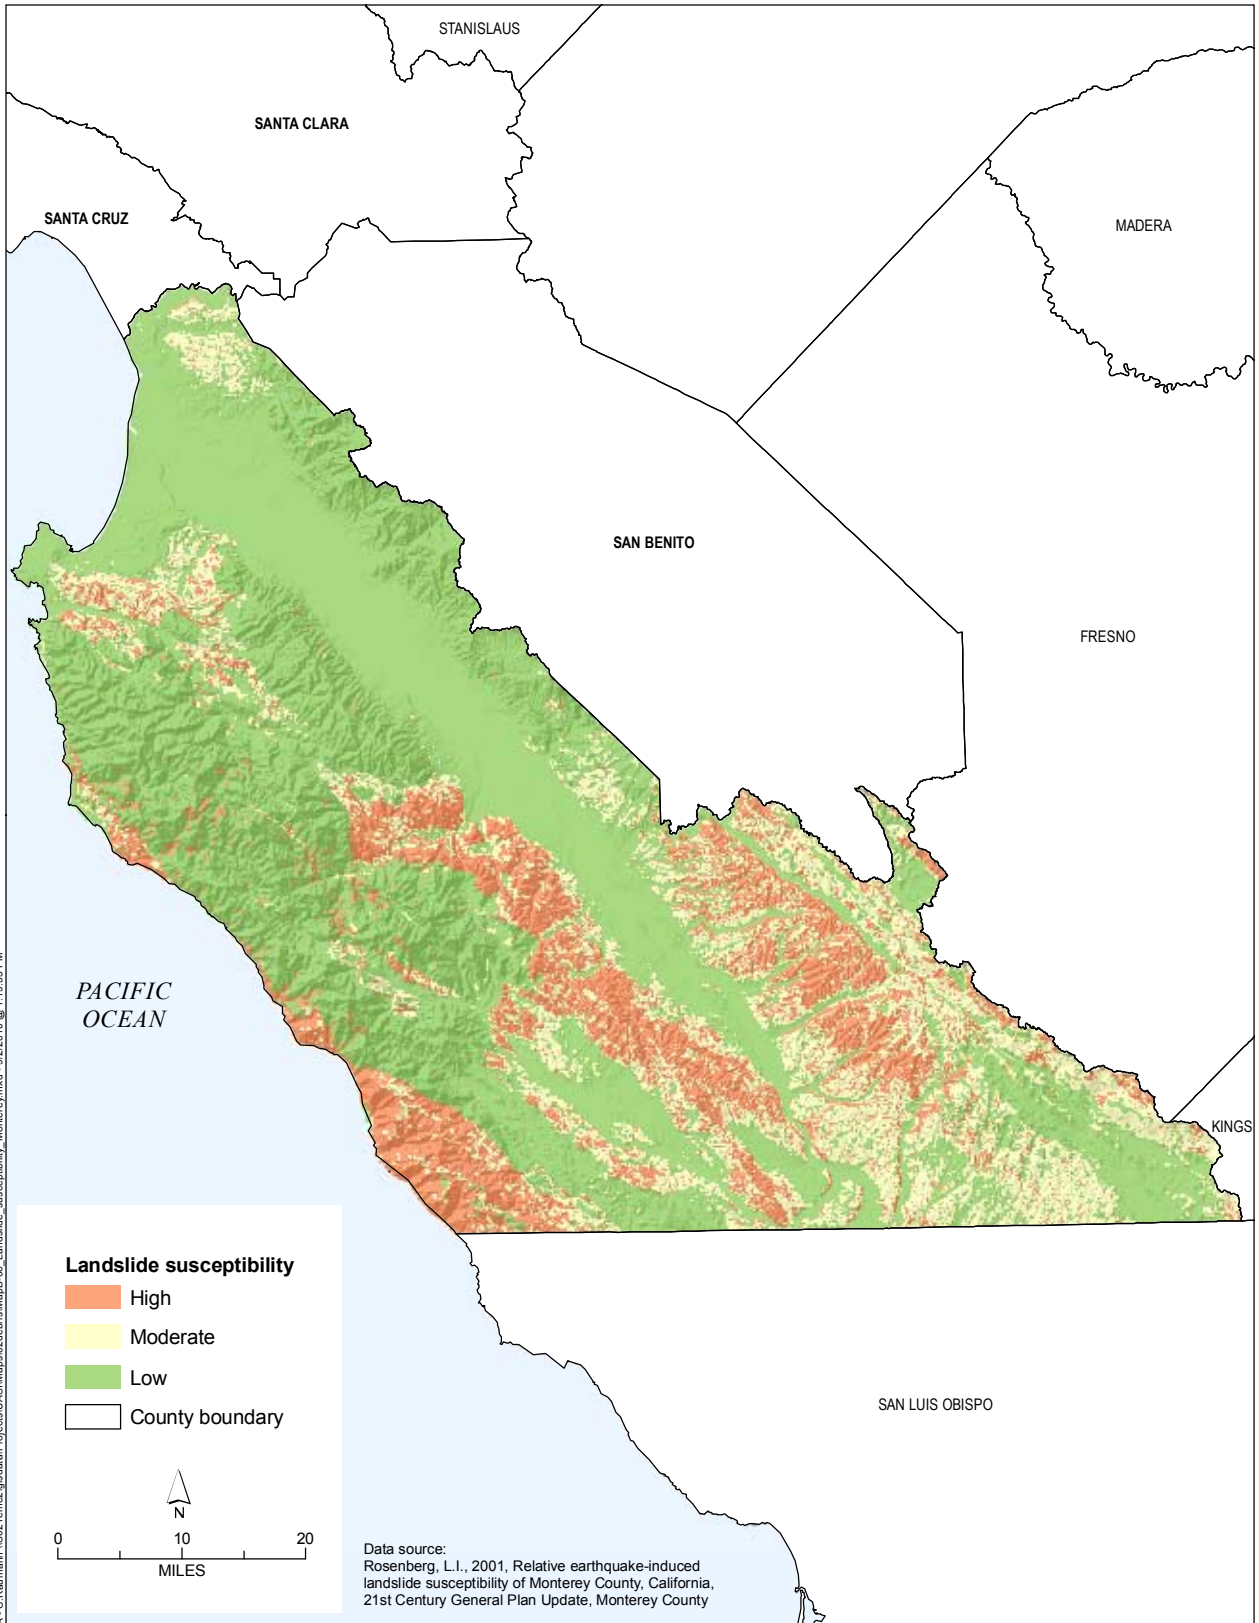 STANISLAUS
SANTA CLARA
SANTA CRUZ
MADERA
SAN BENITO
FRESNO
PACIFIC
OCEAN
KINGS
SAN LUIS OBISPO
Landslide susceptibility
High
Moderate
Low
County boundary
N
0 10 20
MILES
Data source:
Rosenberg, L.I., 2001, Relative earthquake-induced
landslide susceptibility of Monterey County, California,
21st Century General Plan Update, Monterey County